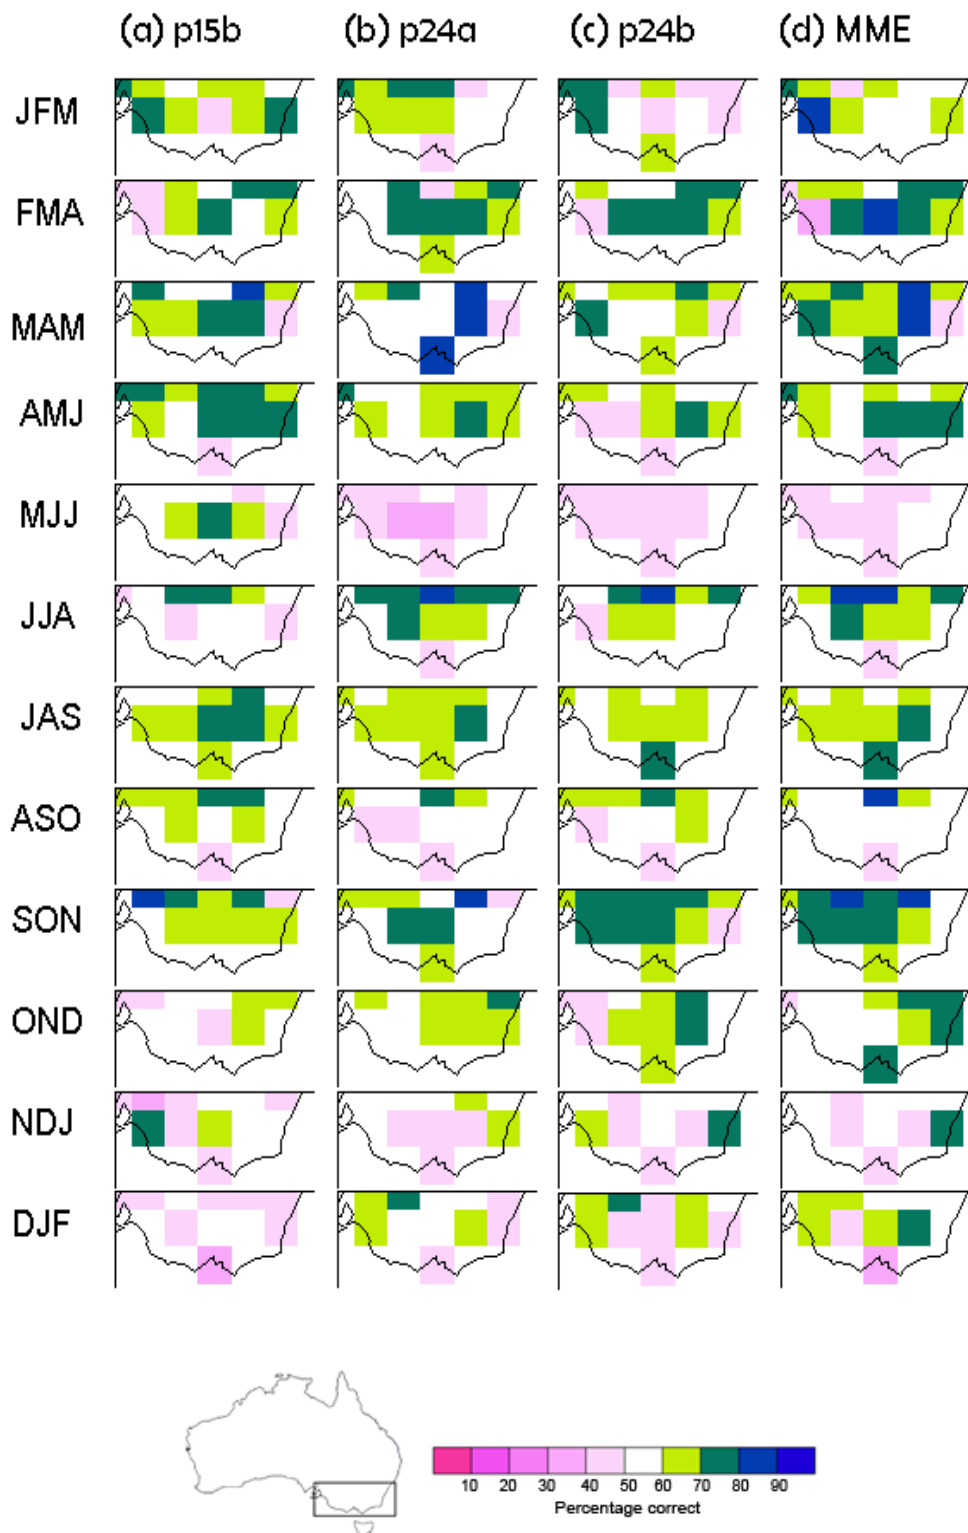 (a) p15b (b) p24a (c) p24b (d) MME
JFM
FMA
MAM
AMJ
MJJ
JJA
JAS
ASO
SON
OND
NDJ
DJF
10 20 30 40 50 60 70 80 90
Percentage correct